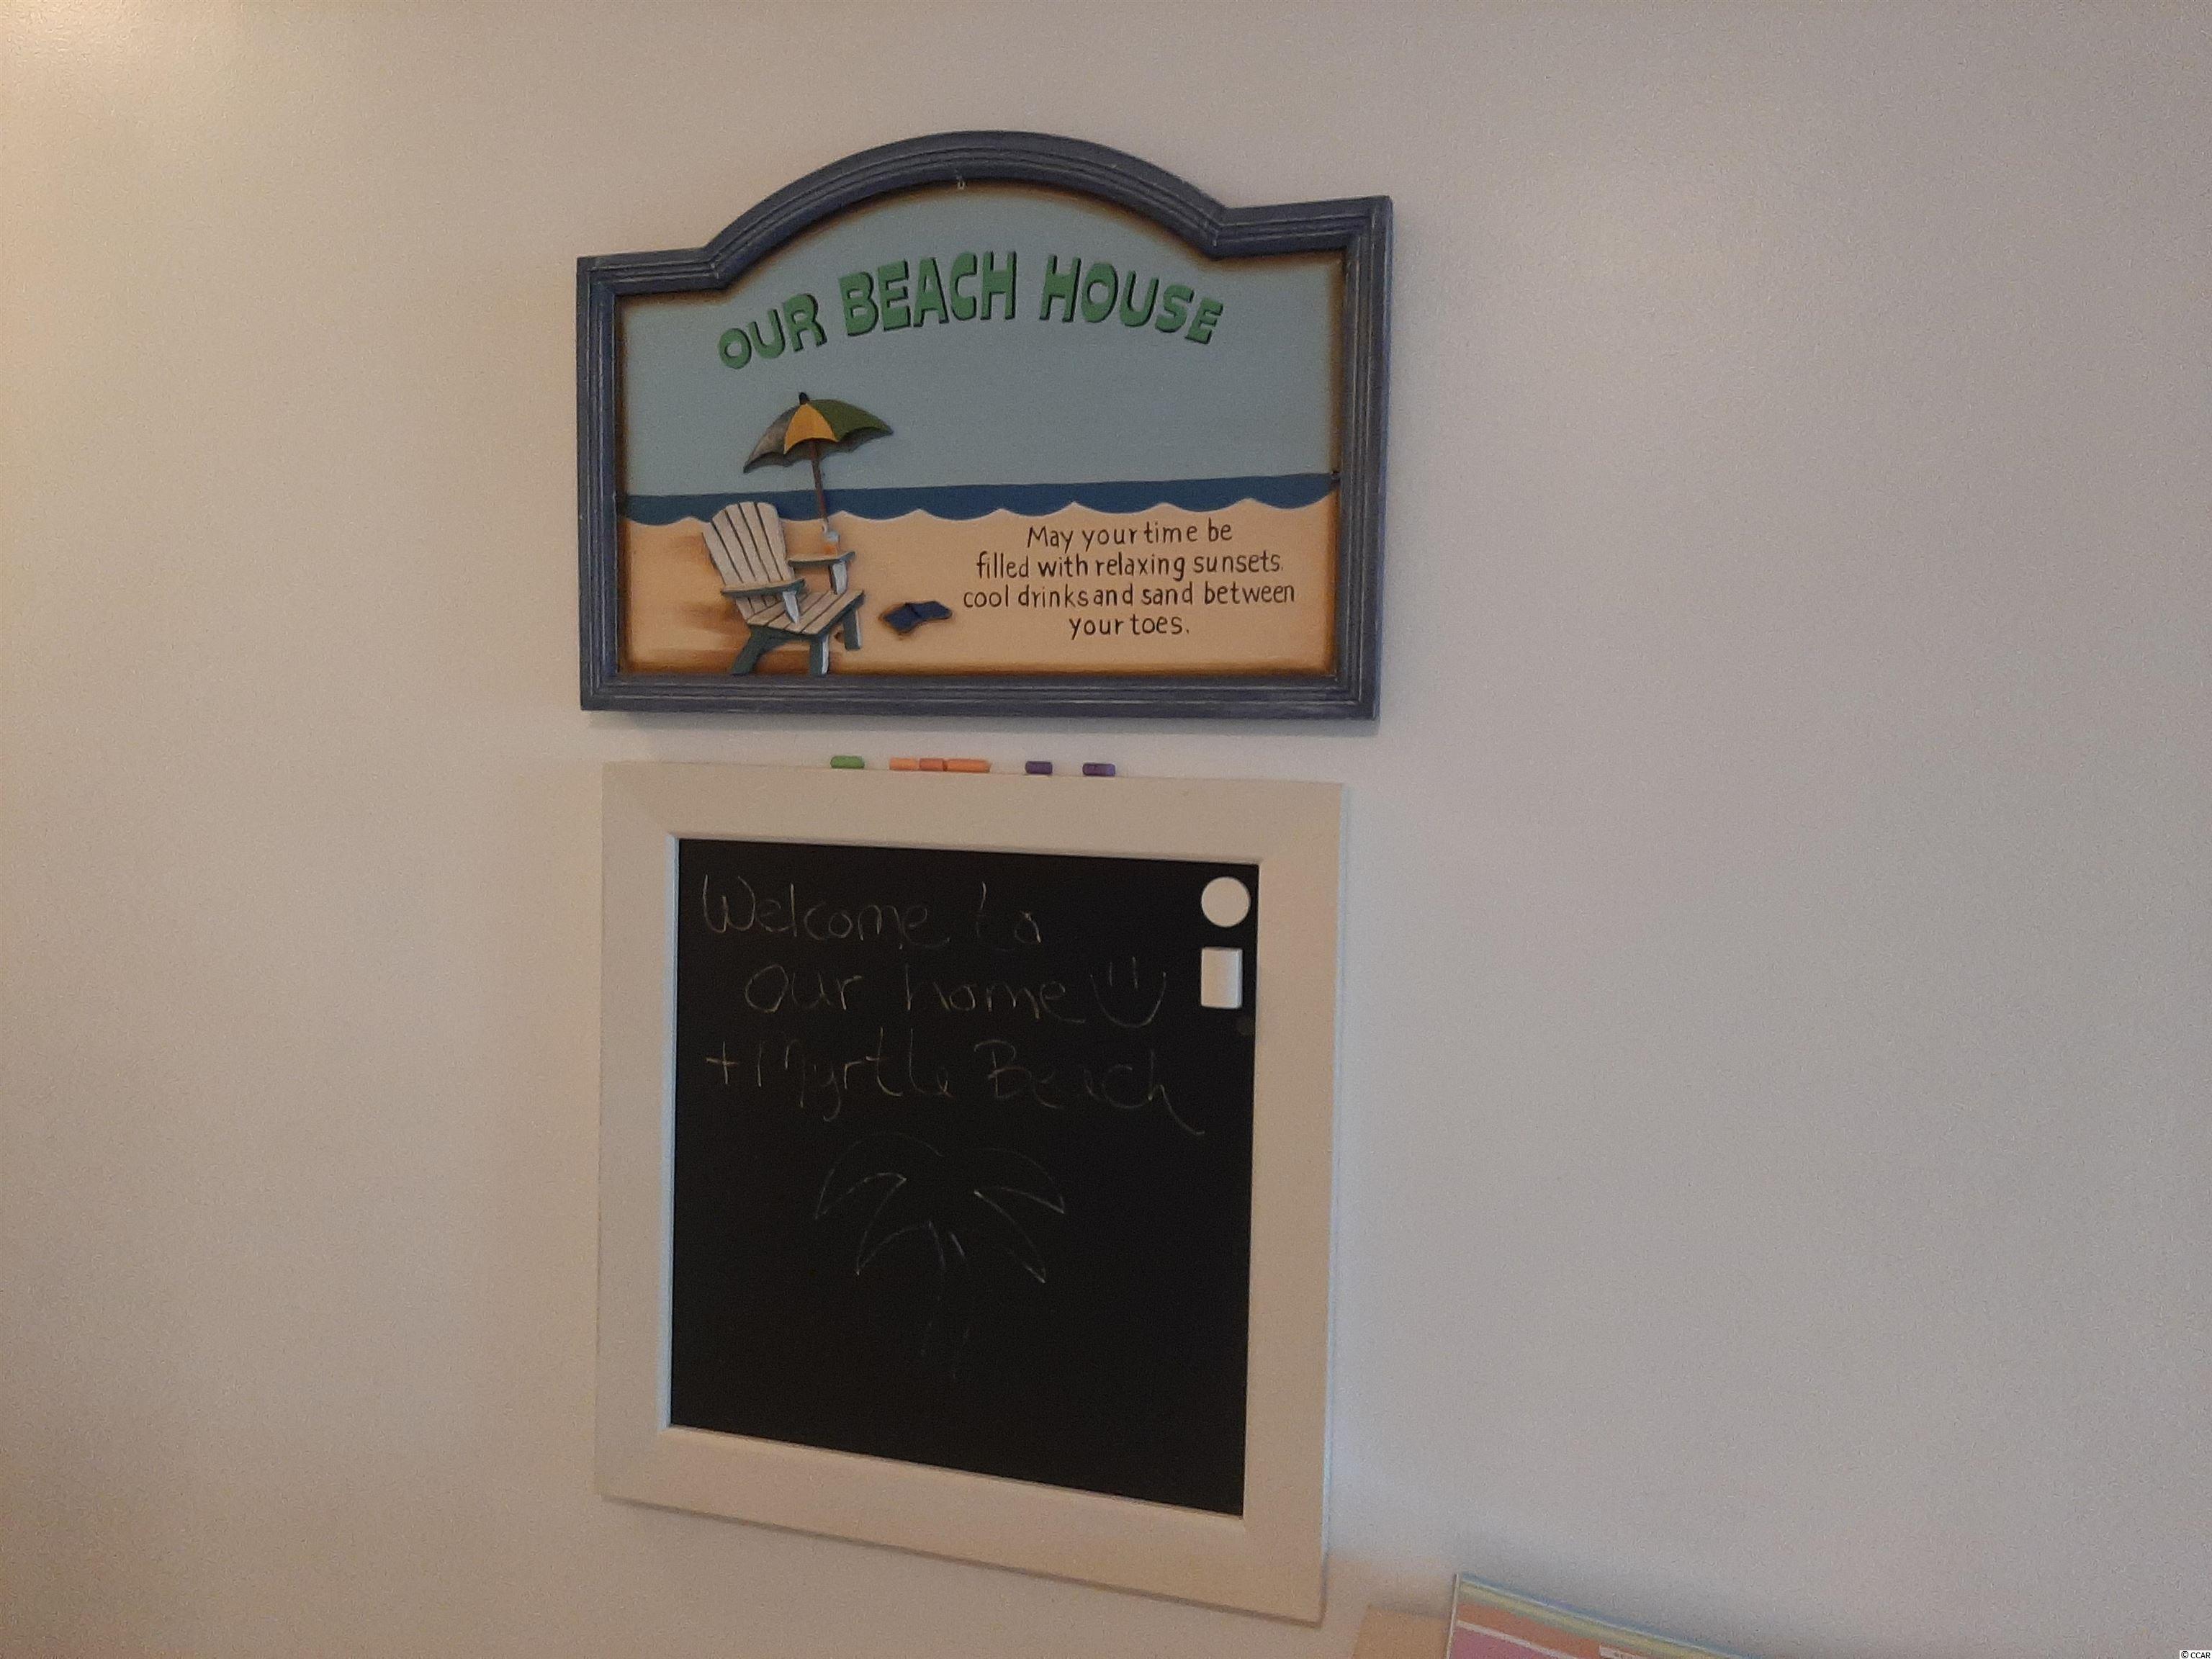 OUR BEACH HOUSE
May your time be
filled with relaxing sunsets.
cool drinks and sand between
your toes.
Welcome to
our home
+ Myrtle Beach
© CCAR